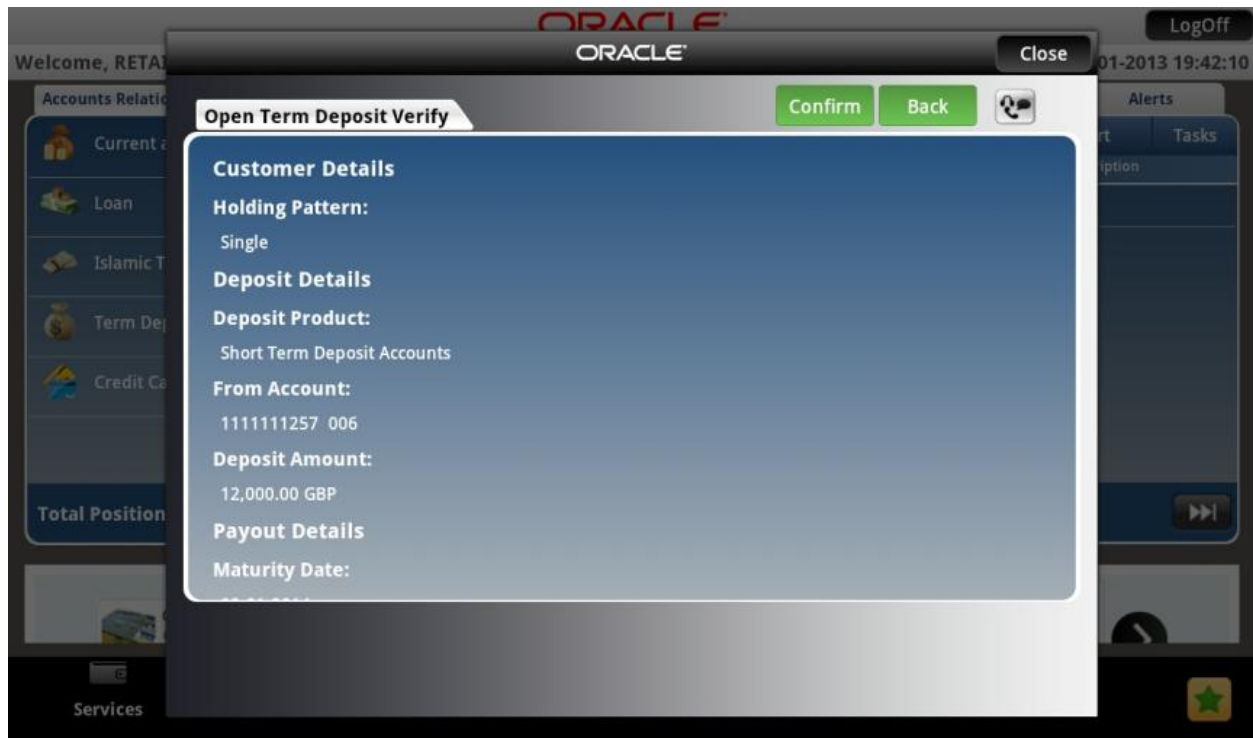 ORACLE
LogOff
Welcome, RETAI
01-2013 19:42:10
ORACLE
Close
Accounts Relatio
Alerts
Open Term Deposit Verify
Confirm
Back
Current a
rt
Tasks
iption
Loan
Islamic T
Term Dep
Credit Ca
Total Position
Customer Details
Holding Pattern:
Single
Deposit Details
Deposit Product:
Short Term Deposit Accounts
From Account:
1111111257 006
Deposit Amount:
12,000.00 GBP
Payout Details
Maturity Date:
Services